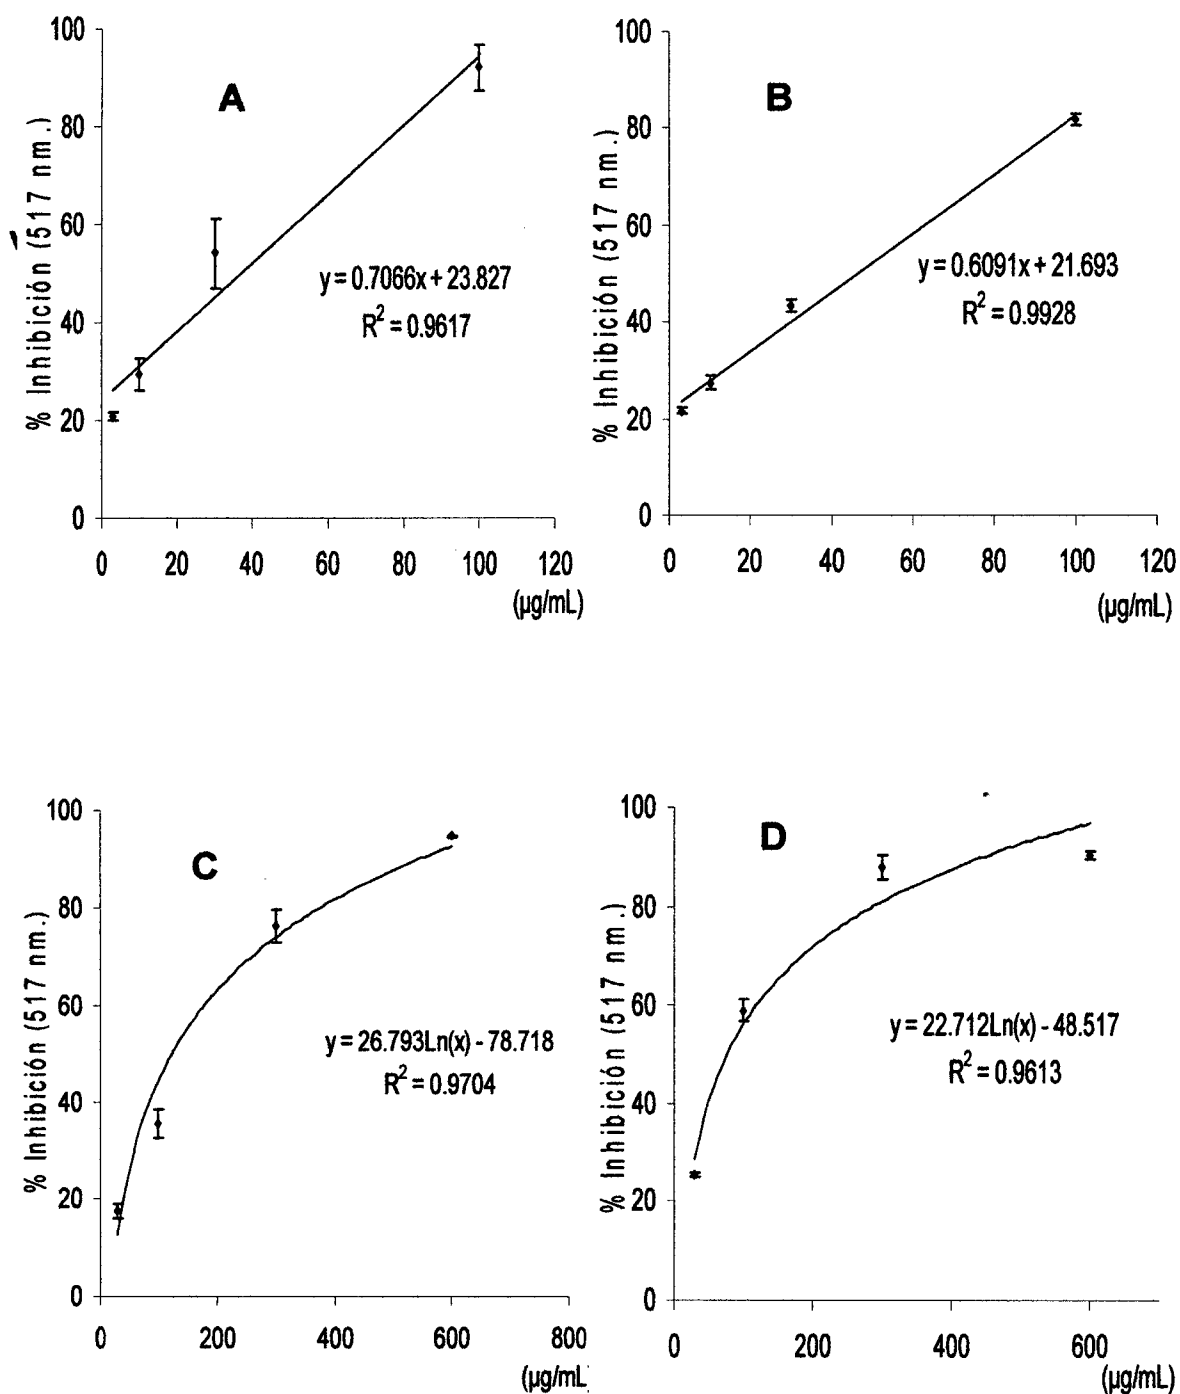 A
% Inhibición (517 nm.)
100
80
60
40
20
0
y = 0.7066x + 23.827
R² = 0.9617
0 20 40 60 80 100 120
(µg/mL)
B
% Inhibición (517 nm.)
100
80
60
40
20
0
y = 0.6091x + 21.693
R² = 0.9928
0 20 40 60 80 100 120
(µg/mL)
C
% Inhibición (517 nm.)
100
80
60
40
20
0
y = 26.793Ln(x) - 78.718
R² = 0.9704
0 200 400 600 800
(µg/mL
D
% Inhibición (517 nm.)
100
80
60
40
20
0
y = 22.712Ln(x) - 48.517
R² = 0.9613
0 200 400 600
(µg/mL)